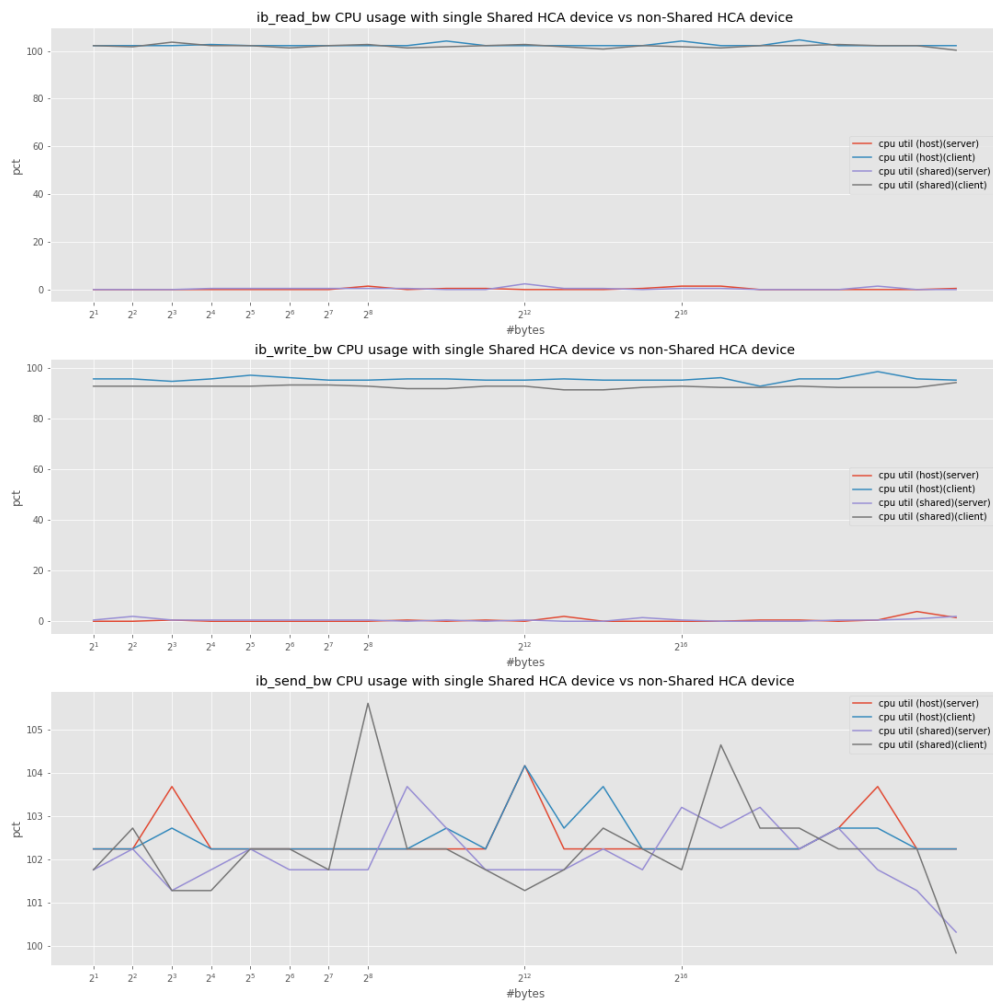 ib_read_bw CPU usage with single Shared HCA device vs non-Shared HCA device
100
80
60
40
20
0
pct
cpu util (host)(server)
cpu util (host)(client)
cpu util (shared)(server)
cpu util (shared)(client)
2^1 2^2 2^3 2^4 2^5 2^6 2^7 2^8 2^12 2^16
#bytes
ib_write_bw CPU usage with single Shared HCA device vs non-Shared HCA device
100
80
60
40
20
0
pct
cpu util (host)(server)
cpu util (host)(client)
cpu util (shared)(server)
cpu util (shared)(client)
2^1 2^2 2^3 2^4 2^5 2^6 2^7 2^8 2^12 2^16
#bytes
ib_send_bw CPU usage with single Shared HCA device vs non-Shared HCA device
105
104
103
102
101
100
pct
cpu util (host)(server)
cpu util (host)(client)
cpu util (shared)(server)
cpu util (shared)(client)
2^1 2^2 2^3 2^4 2^5 2^6 2^7 2^8 2^12 2^16
#bytes